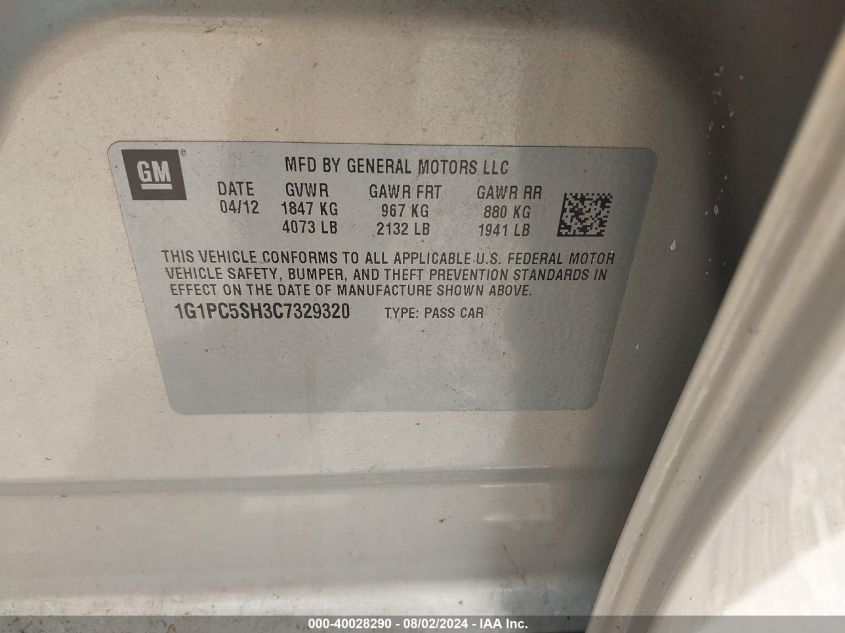 GM ®
MFD BY GENERAL MOTORS LLC
DATE GVWR GAWR FRT GAWR RR
04/12 1847 KG 967 KG 880 KG
4073 LB 2132 LB 1941 LB
THIS VEHICLE CONFORMS TO ALL APPLICABLE U.S. FEDERAL MOTOR
VEHICLE SAFETY, BUMPER, AND THEFT PREVENTION STANDARDS IN
EFFECT ON THE DATE OF MANUFACTURE SHOWN ABOVE.
1G1PC5SH3C7329320 TYPE: PASS CAR
000-40028290 - 08/02/2024 - IAA Inc.